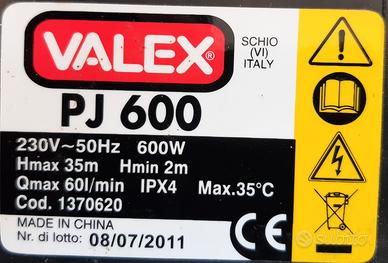 VALEX®
SCHIO
(VI)
ITALY
PJ 600
230V~50Hz 600W
Hmax 35m Hmin 2m
Qmax 60l/min IPX4 Max.35°C
Cod. 1370620
MADE IN CHINA
Nr. di lotto: 08/07/2011
CE
subito